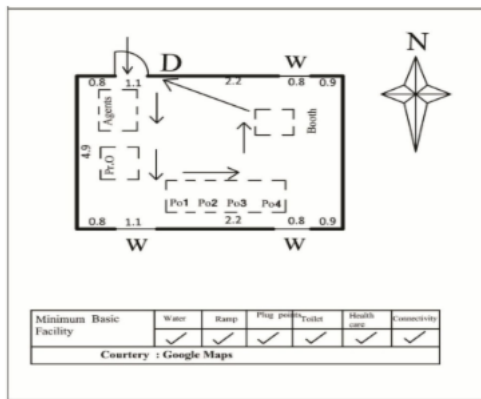 N
D W
0.8 1.1 2.2 0.8 0.9
Agents
Booth
4.9
Pr.O
Po1 Po2 Po3 Po4
0.8 1.1 2.2 0.8 0.9
W W
Minimum Basic Facility Water Ramp Plug points Toilet Health care Connectivity
Courtery : Google Maps